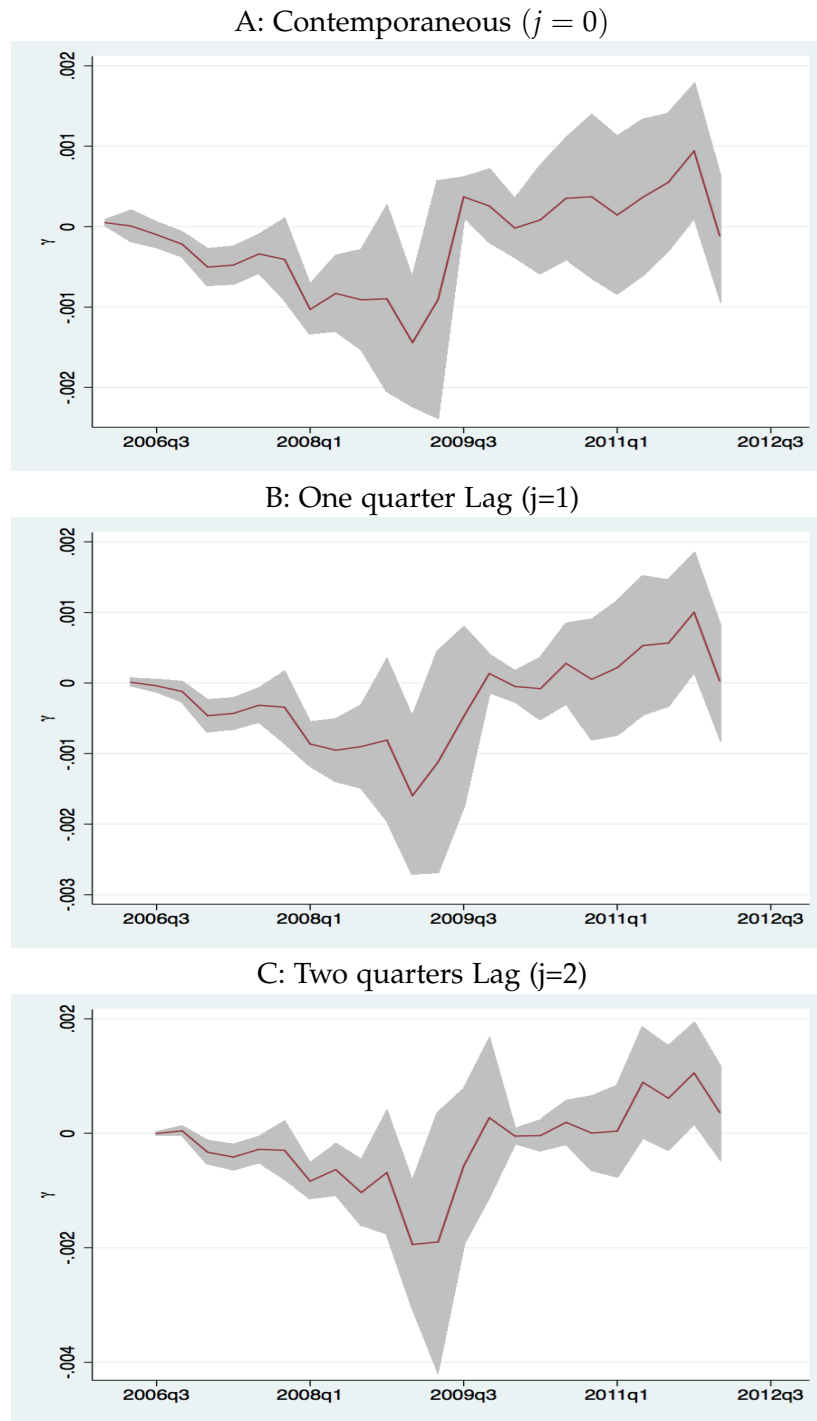 A: Contemporaneous (j = 0)
.002
.001
0
-.001
-.002
γ
2006q3 2008q1 2009q3 2011q1 2012q3
B: One quarter Lag (j=1)
.002
.001
0
-.001
-.002
-.003
γ
2006q3 2008q1 2009q3 2011q1 2012q3
C: Two quarters Lag (j=2)
.002
0
-.002
-.004
γ
2006q3 2008q1 2009q3 2011q1 2012q3